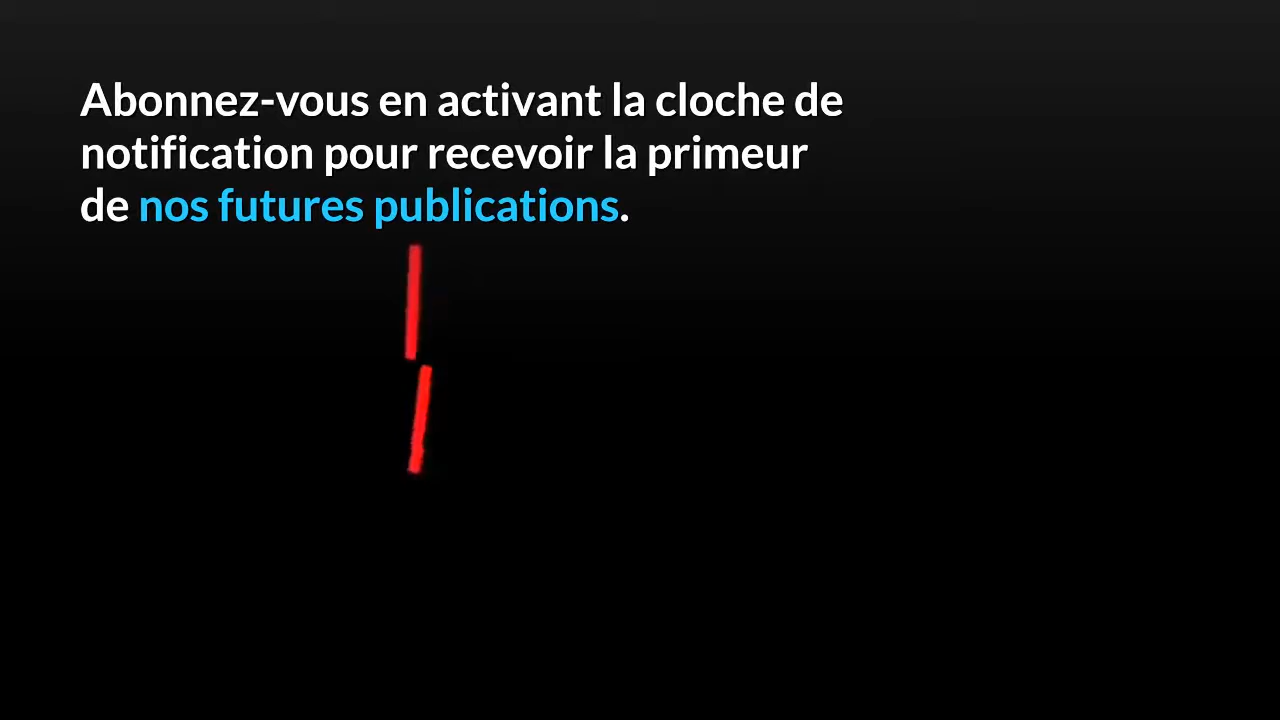 Abonnez-vous en activant la cloche de
notification pour recevoir la primeur
de nos futures publications.